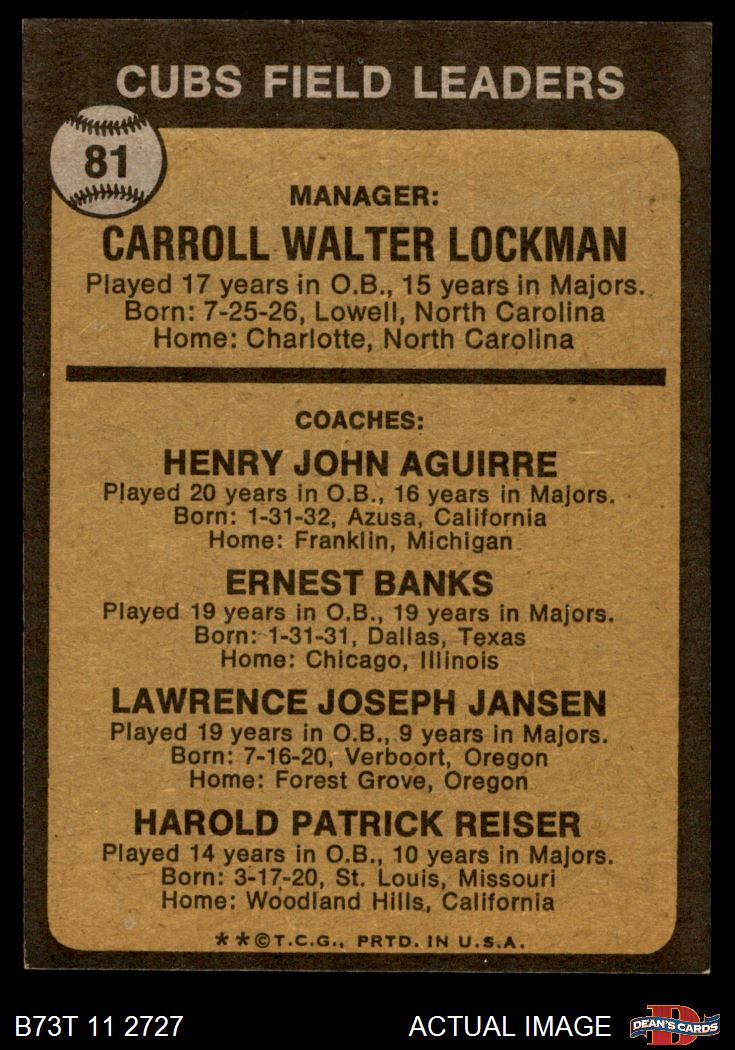 CUBS FIELD LEADERS
81
MANAGER:
CARROLL WALTER LOCKMAN
Played 17 years in O.B., 15 years in Majors.
Born: 7-25-26, Lowell, North Carolina
Home: Charlotte, North Carolina
COACHES:
HENRY JOHN AGUIRRE
Played 20 years in O.B., 16 years in Majors.
Born: 1-31-32, Azusa, California
Home: Franklin, Michigan
ERNEST BANKS
Played 19 years in O.B., 19 years in Majors.
Born: 1-31-31, Dallas, Texas
Home: Chicago, Illinois
LAWRENCE JOSEPH JANSEN
Played 19 years in O.B., 9 years in Majors.
Born: 7-16-20, Verboort, Oregon
Home: Forest Grove, Oregon
HAROLD PATRICK REISER
Played 14 years in O.B., 10 years in Majors.
Born: 3-17-20, St. Louis, Missouri
Home: Woodland Hills, California
**©T.C.G., PRTD. IN U.S.A.
B73T 11 2727
ACTUAL IMAGE
D
DEAN'S CARDS